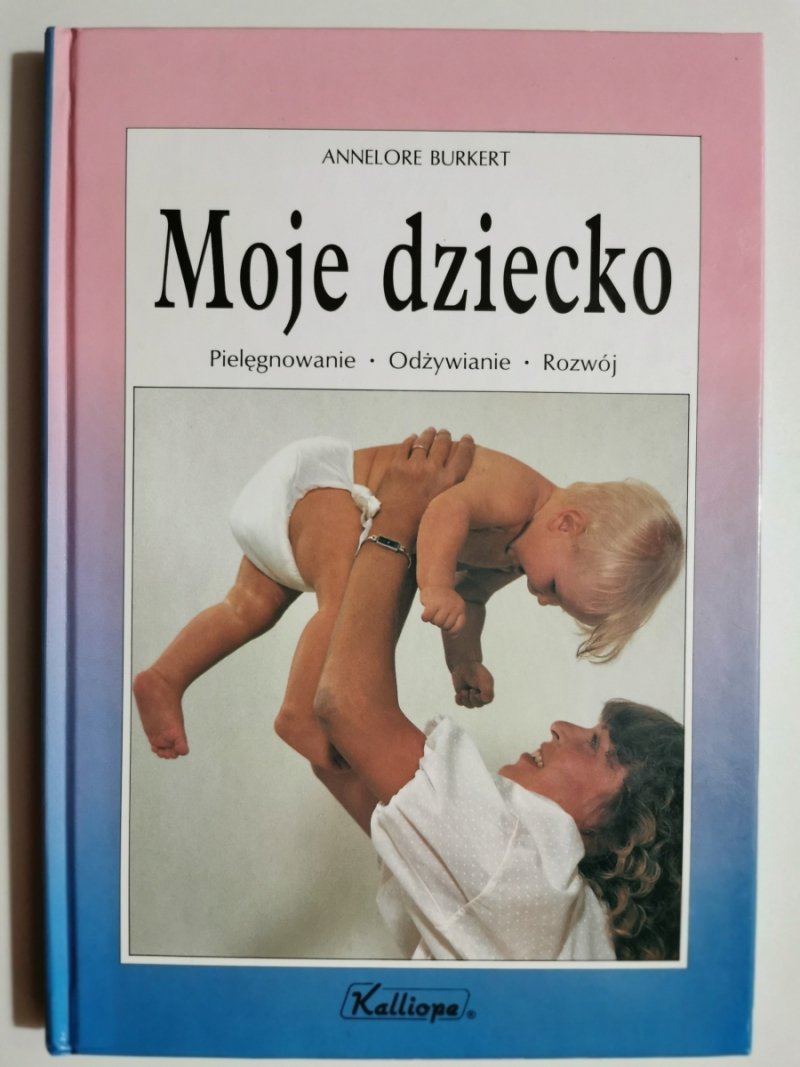 ANNELORE BURKERT
Moje dziecko
Pielęgnowanie • Odżywianie • Rozwój
Kalliope®